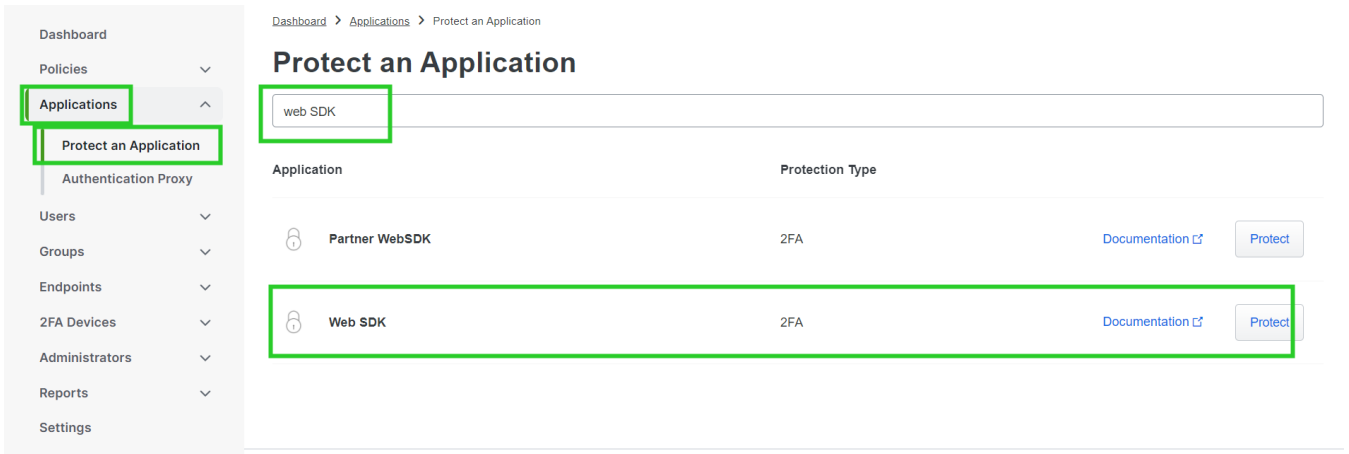 Dashboard
Policies
Applications
Protect an Application
Authentication Proxy
Users
Groups
Endpoints
2FA Devices
Administrators
Reports
Settings
Dashboard > Applications > Protect an Application
Protect an Application
web SDK
Application Protection Type
Partner WebSDK 2FA Documentation Protect
Web SDK 2FA Documentation Protect